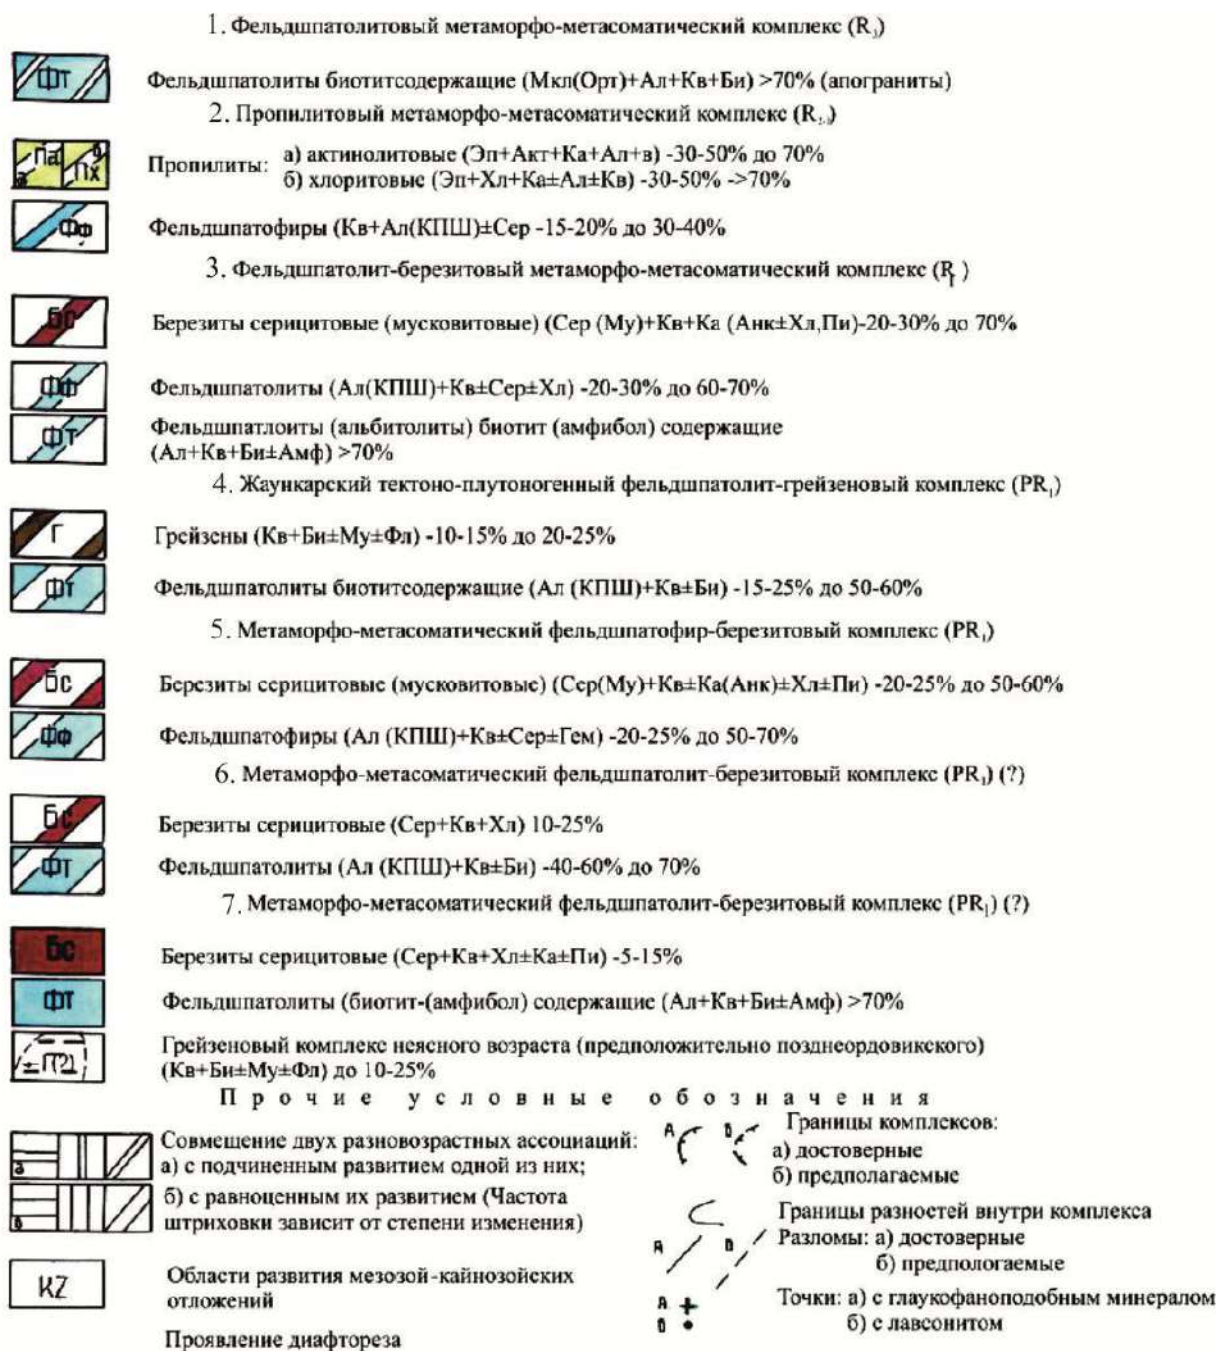 1. Фельдшпатолитовый метаморфо-метасоматический комплекс (R₃)
ФТ
Фельдшпатолиты биотитсодержащие (Мкл(Орт)+Ал+Кв+Би) >70% (апограниты)
2. Пропилитовый метаморфо-метасоматический комплекс
Па
Пх
Пропилиты:
а) актинолитовые (Эп+Акт+Ка+Ал+в) -30-50% до 70%
б) хлоритовые (Эп+Хл+Ка±Ал±Кв) -30-50% ->70%
Фф
Фельдшпатофиры (Кв+Ал(КПШ)±Сер -15-20% до 30-40%
3. Фельдшпатолит-березитовый метаморфо-метасоматический комплекс
бс
Березиты серицитовые (мусковитовые) (Сер (Му)+Кв+Ка (Анк±Хл,Пи)-20-30% до 70%
Фф
Фельдшпатолиты (Ал(КПШ)+Кв±Сер±Хл) -20-30% до 60-70%
ФТ
Фельдшпатлоиты (альбитолиты) биотит (амфибол) содержащие
(Ал+Кв+Би±Амф) >70%
4. Жаункарский тектоно-плутоногенный фельдшпатолит-грейзеновый комплекс (PR₁)
Г
Грейзены (Кв+Би±Му±Фл) -10-15% до 20-25%
ФТ
Фельдшпатолиты биотитсодержащие (Ал (КПШ)+Кв±Би) -15-25% до 50-60%
5. Метаморфо-метасоматический фельдшпатофир-березитовый комплекс (PR₁)
бс
Березиты серицитовые (мусковитовые) (Сер(Му)+Кв±Ка(Анк)±Хл±Пи) -20-25% до 50-60%
Фф
Фельдшпатофиры (Ал (КПШ)+Кв±Сер±Гем) -20-25% до 50-70%
6. Метаморфо-метасоматический фельдшпатолит-березитовый комплекс (PR₁) (?)
бс
Березиты серицитовые (Сер+Кв+Хл) 10-25%
ФТ
Фельдшпатолиты (Ал (КПШ)+Кв±Би) -40-60% до 70%
7. Метаморфо-метасоматический фельдшпатолит-березитовый комплекс (PR₁) (?)
бс
Березиты серицитовые (Сер+Кв+Хл±Ка±Пи) -5-15%
ФТ
Фельдшпатолиты (биотит-(амфибол) содержащие (Ал+Кв+Би±Амф) >70%
Грейзеновый комплекс неясного возраста (предположительно позднеордовикского)
(Кв+Би±Му±Фл) до 10-25%
Прочие условные обозначения
а
Совмещение двух разновозрастных ассоциаций:
а) с подчиненным развитием одной из них;
б) с равноценным их развитием (Частота
штриховки зависит от степени изменения)
KZ
Области развития мезозой-кайнозойских
отложений
Проявление диафтореза
Границы комплексов:
а) достоверные
б) предполагаемые
Границы разностей внутри комплекса
Разломы: а) достоверные
б) предпологаемые
Точки: а) с глаукофаноподобным минералом
б) с лавсонитом